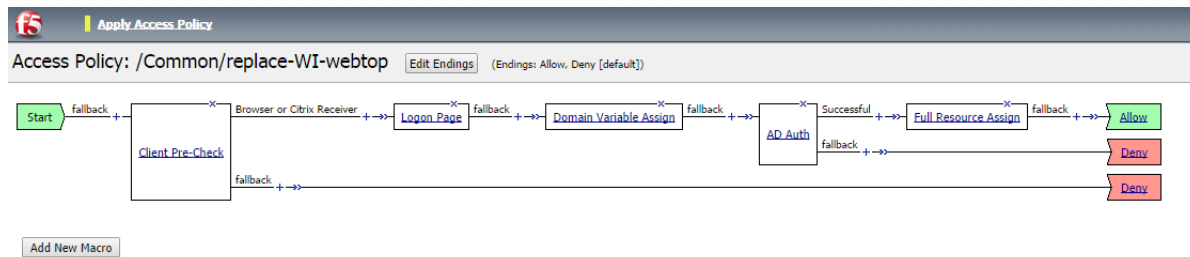 f5 Apply Access Policy
Access Policy: /Common/replace-WI-webtop Edit Endings (Endings: Allow, Deny [default])
Start fallback + Client Pre-Check × Browser or Citrix Receiver + Logon Page × fallback + Domain Variable Assign × fallback + AD Auth × Successful + Full Resource Assign × fallback + Allow
fallback + Deny
fallback + Deny
Add New Macro